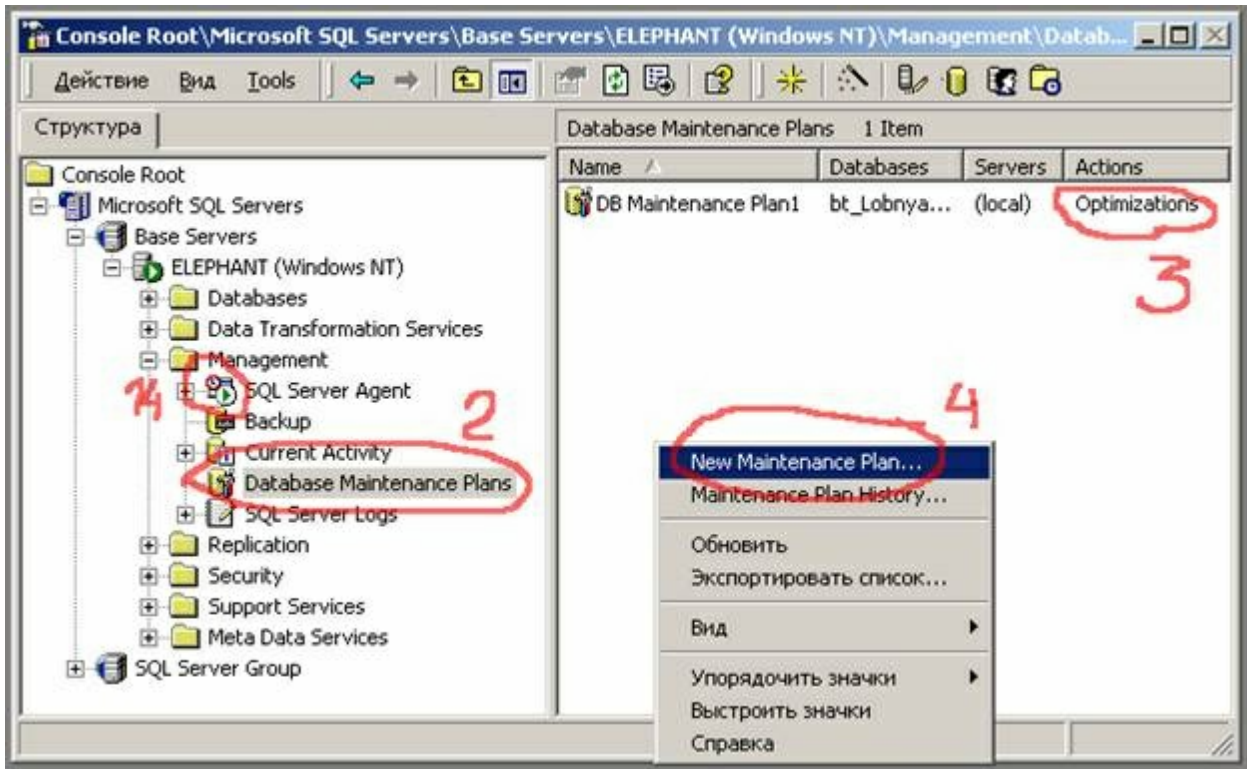 Console Root\Microsoft SQL Servers\Base Servers\ELEPHANT (Windows NT)\Management\Datab...
Действие Вид Tools
Структура
Database Maintenance Plans 1 Item
Console Root
Microsoft SQL Servers
Base Servers
ELEPHANT (Windows NT)
Databases
Data Transformation Services
Management
SQL Server Agent
Backup
2
Current Activity
Database Maintenance Plans
SQL Server Logs
Replication
Security
Support Services
Meta Data Services
SQL Server Group
Name Databases Servers Actions
DB Maintenance Plan1 bt_Lobnya... (local) Optimizations
3
4
New Maintenance Plan...
Maintenance Plan History...
Обновить
Экспортировать список...
Вид
Упорядочить значки
Выстроить значки
Справка